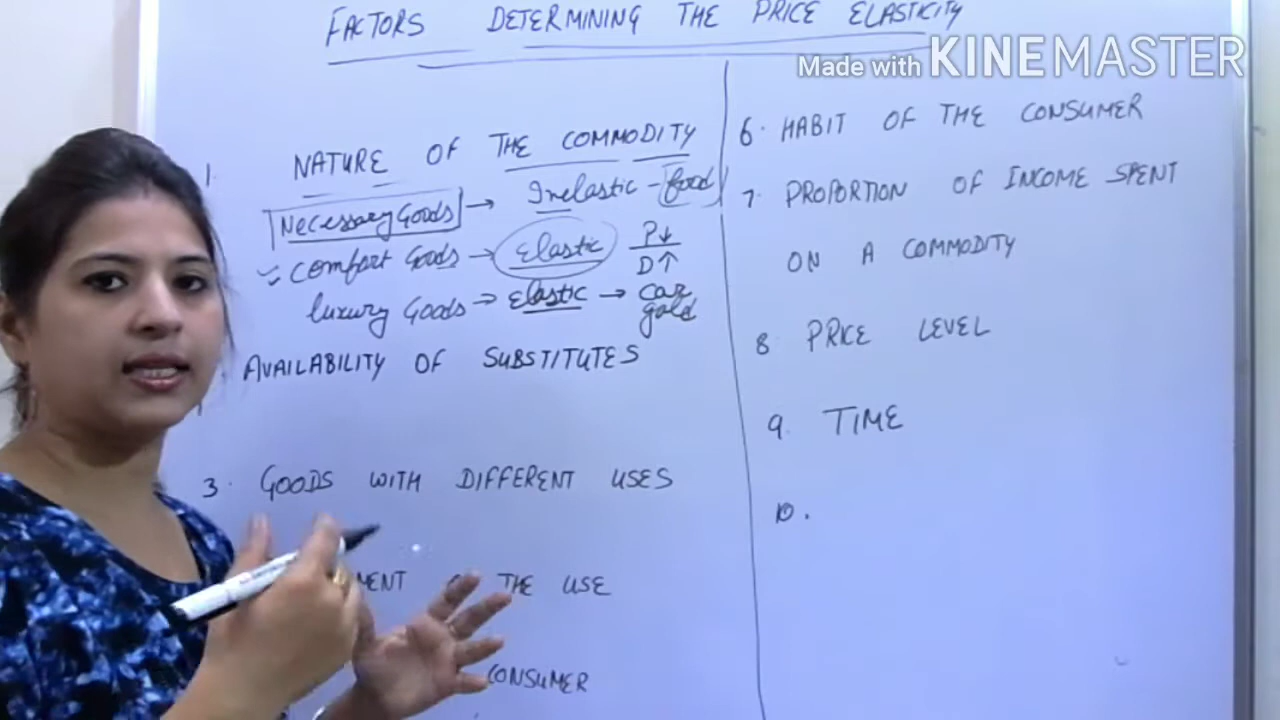 FACTORS DETERMINING THE PRICE ELASTICITY
Made with KINEMASTER
1. NATURE OF THE COMMODITY
Necessary Goods → Inelastic - food
Comfort Goods → Elastic P↓
D↑
luxury Goods → Elastic → car
gold
AVAILABILITY OF SUBSTITUTES
3. GOODS WITH DIFFERENT USES
THE USE
CONSUMER
6. HABIT OF THE CONSUMER
7. PROPORTION OF INCOME SPENT
ON A COMMODITY
8. PRICE LEVEL
9. TIME
10.